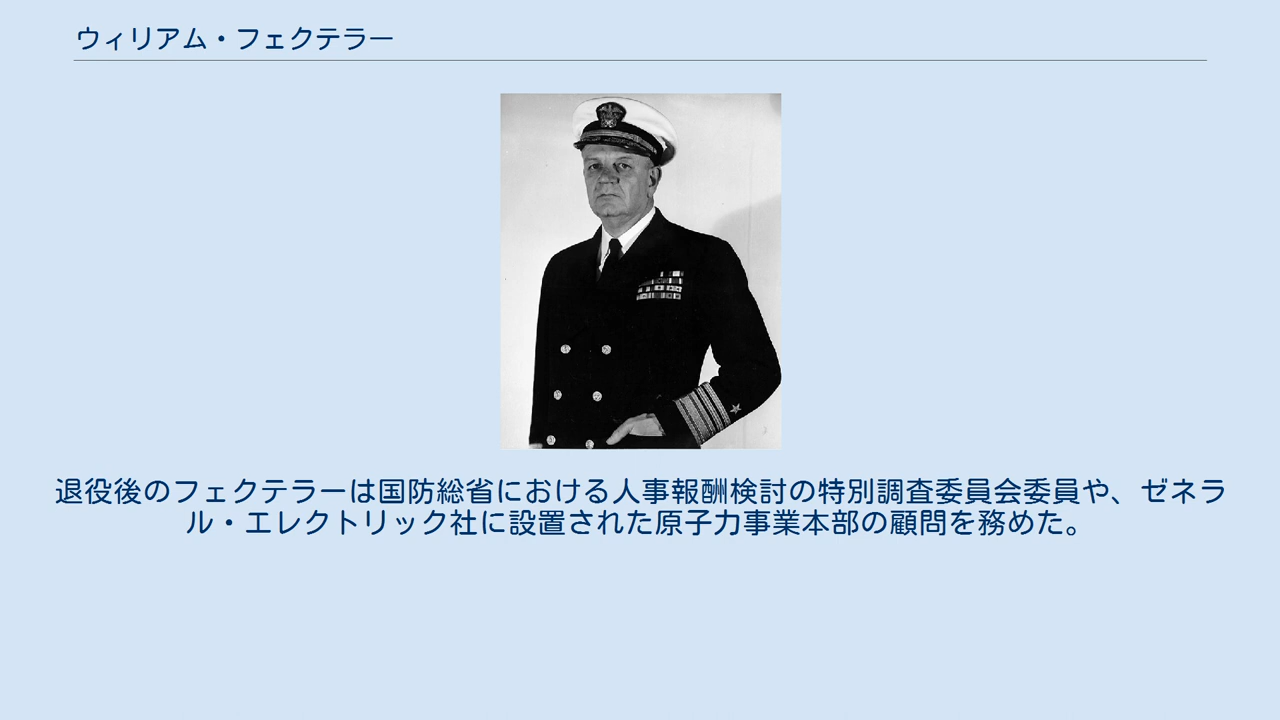 ウィリアム・フェクテラー
退役後のフェクテラーは国防総省における人事報酬検討の特別調査委員会委員や、ゼネラ
ル・エレクトリック社に設置された原子力事業本部の顧問を務めた。